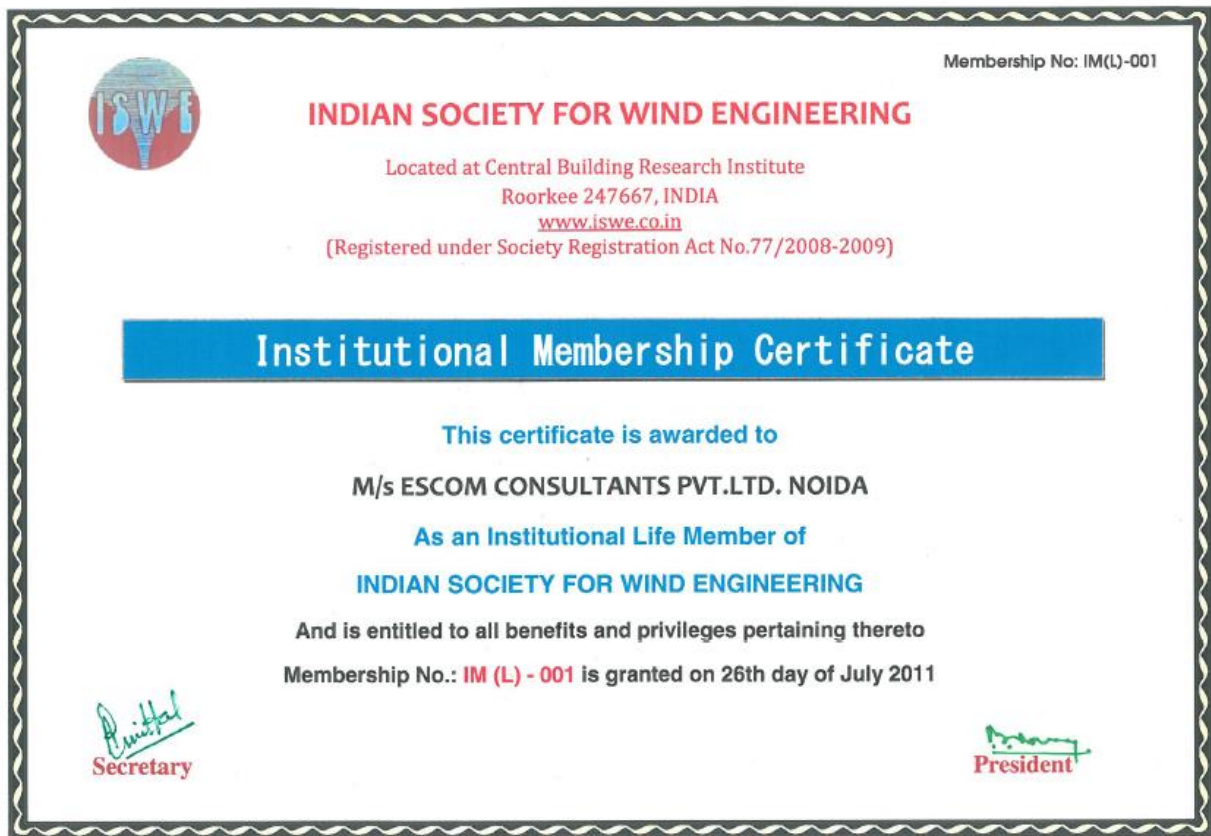 Membership No: IM(L)-001
ISWE
INDIAN SOCIETY FOR WIND ENGINEERING
Located at Central Building Research Institute
Roorkee 247667, INDIA
www.iswe.co.in
(Registered under Society Registration Act No.77/2008-2009)
Institutional Membership Certificate
This certificate is awarded to
M/s ESCOM CONSULTANTS PVT.LTD. NOIDA
As an Institutional Life Member of
INDIAN SOCIETY FOR WIND ENGINEERING
And is entitled to all benefits and privileges pertaining thereto
Membership No.: IM (L) - 001 is granted on 26th day of July 2011
Secretary
President